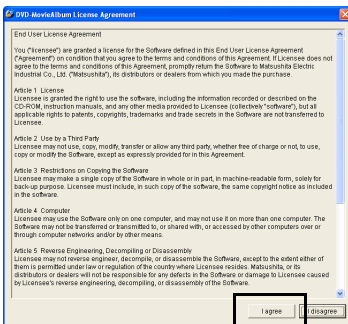 DVD-MovieAlbum License Agreement
End User License Agreement
You ("licensee") are granted a license for the Software defined in this End User License Agreement
("Agreement") on condition that you agree to the terms and conditions of this Agreement. If Licensee does not
agree to the terms and conditions of this Agreement, promptly return the Software to Matsushita Electric
Industrial Co., Ltd. ("Matsushita"), its distributors or dealers from which you made the purchase.
Article 1 License
Licensee is granted the right to use the software, including the information recorded or described on the
CD-ROM, instruction manuals, and any other media provided to Licensee (collectively "software"), but all
applicable rights to patents, copyrights, trademarks and trade secrets in the Software are not transferred to
Licensee.
Article 2 Use by a Third Party
Licensee may not use, copy, modify, transfer or allow any third party, whether free of charge or not, to use,
copy or modify the Software, except as expressly provided for in this Agreement.
Article 3 Restrictions on Copying the Software
Licensee may make a single copy of the Software in whole or in part, in machine-readable form, solely for
back-up purpose. Licensee must include, in such copy of the software, the same copyright notice as included
in the software.
Article 4 Computer
Licensee may use the Software only on one computer, and may not use it on more than one computer. The
Software may not be transferred or transmitted to, or shared with, or accessed by other computers over or
through computer networks and/or by other means.
Article 5 Reverse Engineering, Decompiling or Disassembly
Licensee may not reverse engineer, decompile, or disassemble the Software, except to the extent either of
them is permitted under law or regulation of the country where Licensee resides. Matsushita, or its
distributors or dealers will not be responsible for any defects in the Software or damage to Licensee caused
by Licensee's reverse engineering, decompiling, or disassembly of the Software.
I agree
I disagree